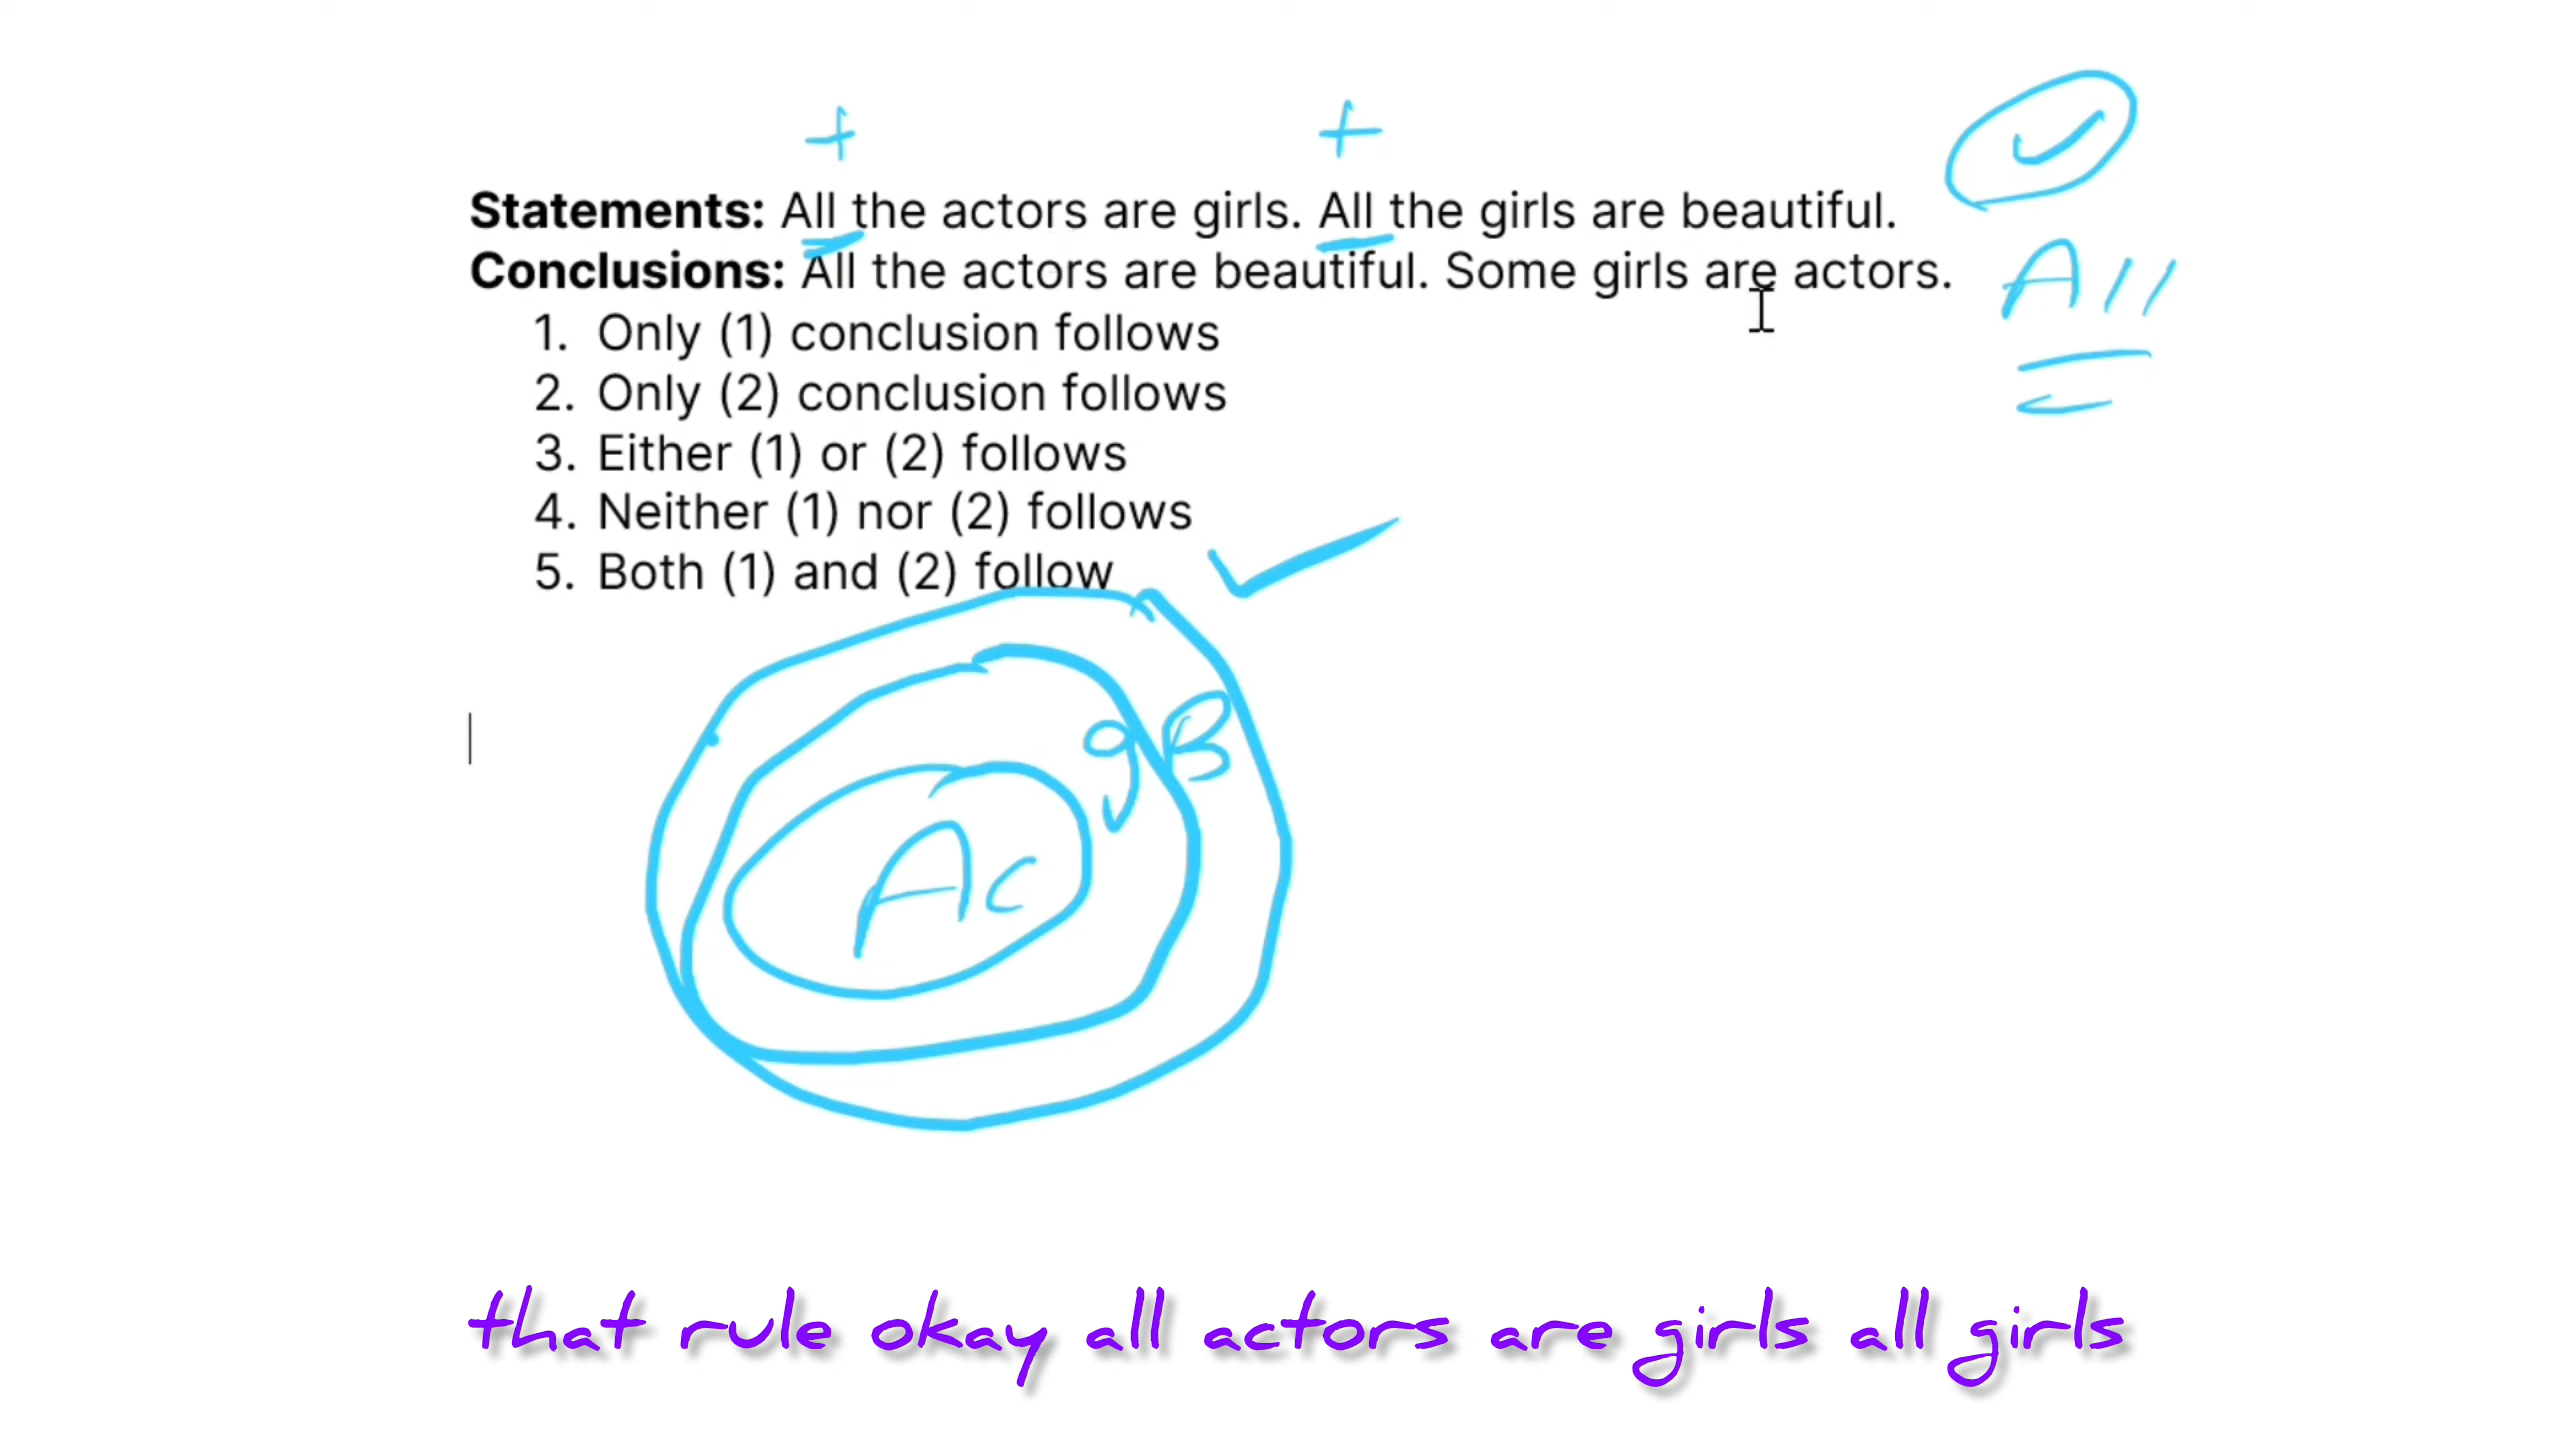 + +
Statements: All the actors are girls. All the girls are beautiful.
Conclusions: All the actors are beautiful. Some girls are actors.
All
1. Only (1) conclusion follows
2. Only (2) conclusion follows
3. Either (1) or (2) follows
4. Neither (1) nor (2) follows
5. Both (1) and (2) follow
g B
Ac
that rule okay all actors are girls all girls